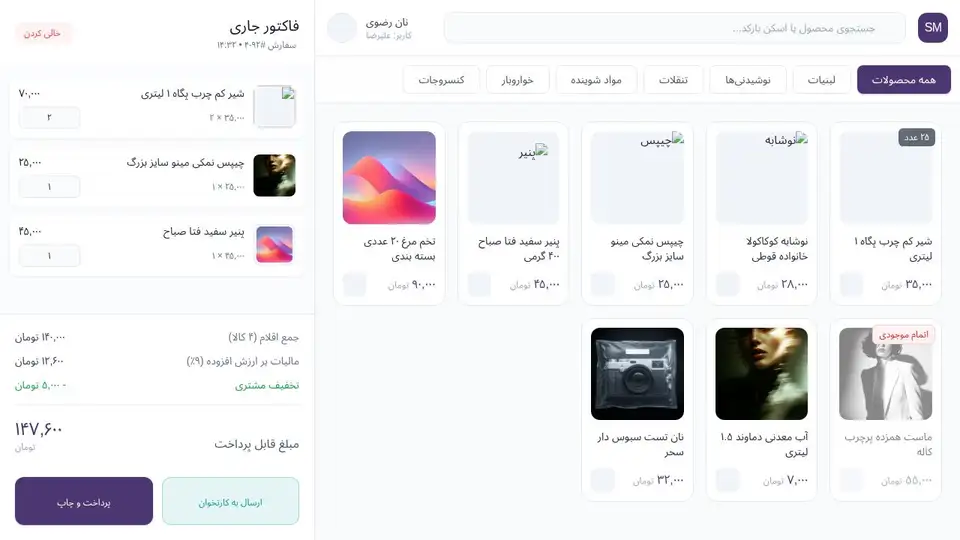 SM
جستجوی محصول یا اسکن بارکد...
نان رضوی
کاربر: علیرضا
همه محصولات
لبنیات
نوشیدنی‌ها
تنقلات
مواد شوینده
خواروبار
کنسروجات
۲۵ عدد
شیر کم چرب پگاه ۱
لیتری
۳۵,۰۰۰ تومان
نوشابه
نوشابه کوکاکولا
خانواده قوطی
۲۸,۰۰۰ تومان
چیپس
چیپس نمکی مینو
سایز بزرگ
۲۵,۰۰۰ تومان
پنیر
پنیر سفید فتا صباح
۴۰۰ گرمی
۴۵,۰۰۰ تومان
تخم مرغ ۲۰ عددی
بسته بندی
۹۰,۰۰۰ تومان
اتمام موجودی
ماست همزده پرچرب
کاله
۵۵,۰۰۰ تومان
آب معدنی دماوند ۱.۵
لیتری
۷,۰۰۰ تومان
نان تست سبوس دار
سحر
۳۲,۰۰۰ تومان
فاکتور جاری
سفارش #۴۰۹۲ • ۱۴:۳۲
خالی کردن
شیر کم چرب پگاه ۱ لیتری
۷۰,۰۰۰
۳۵,۰۰۰ × ۲
۲
چیپس نمکی مینو سایز بزرگ
۲۵,۰۰۰
۲۵,۰۰۰ × ۱
۱
پنیر سفید فتا صباح
۴۵,۰۰۰
۴۵,۰۰۰ × ۱
۱
جمع اقلام (۴ کالا)
۱۴۰,۰۰۰ تومان
مالیات بر ارزش افزوده (۹٪)
۱۲,۶۰۰ تومان
تخفیف مشتری
- ۵,۰۰۰ تومان
مبلغ قابل پرداخت
۱۴۷,۶۰۰
تومان
ارسال به کارتخوان
پرداخت و چاپ